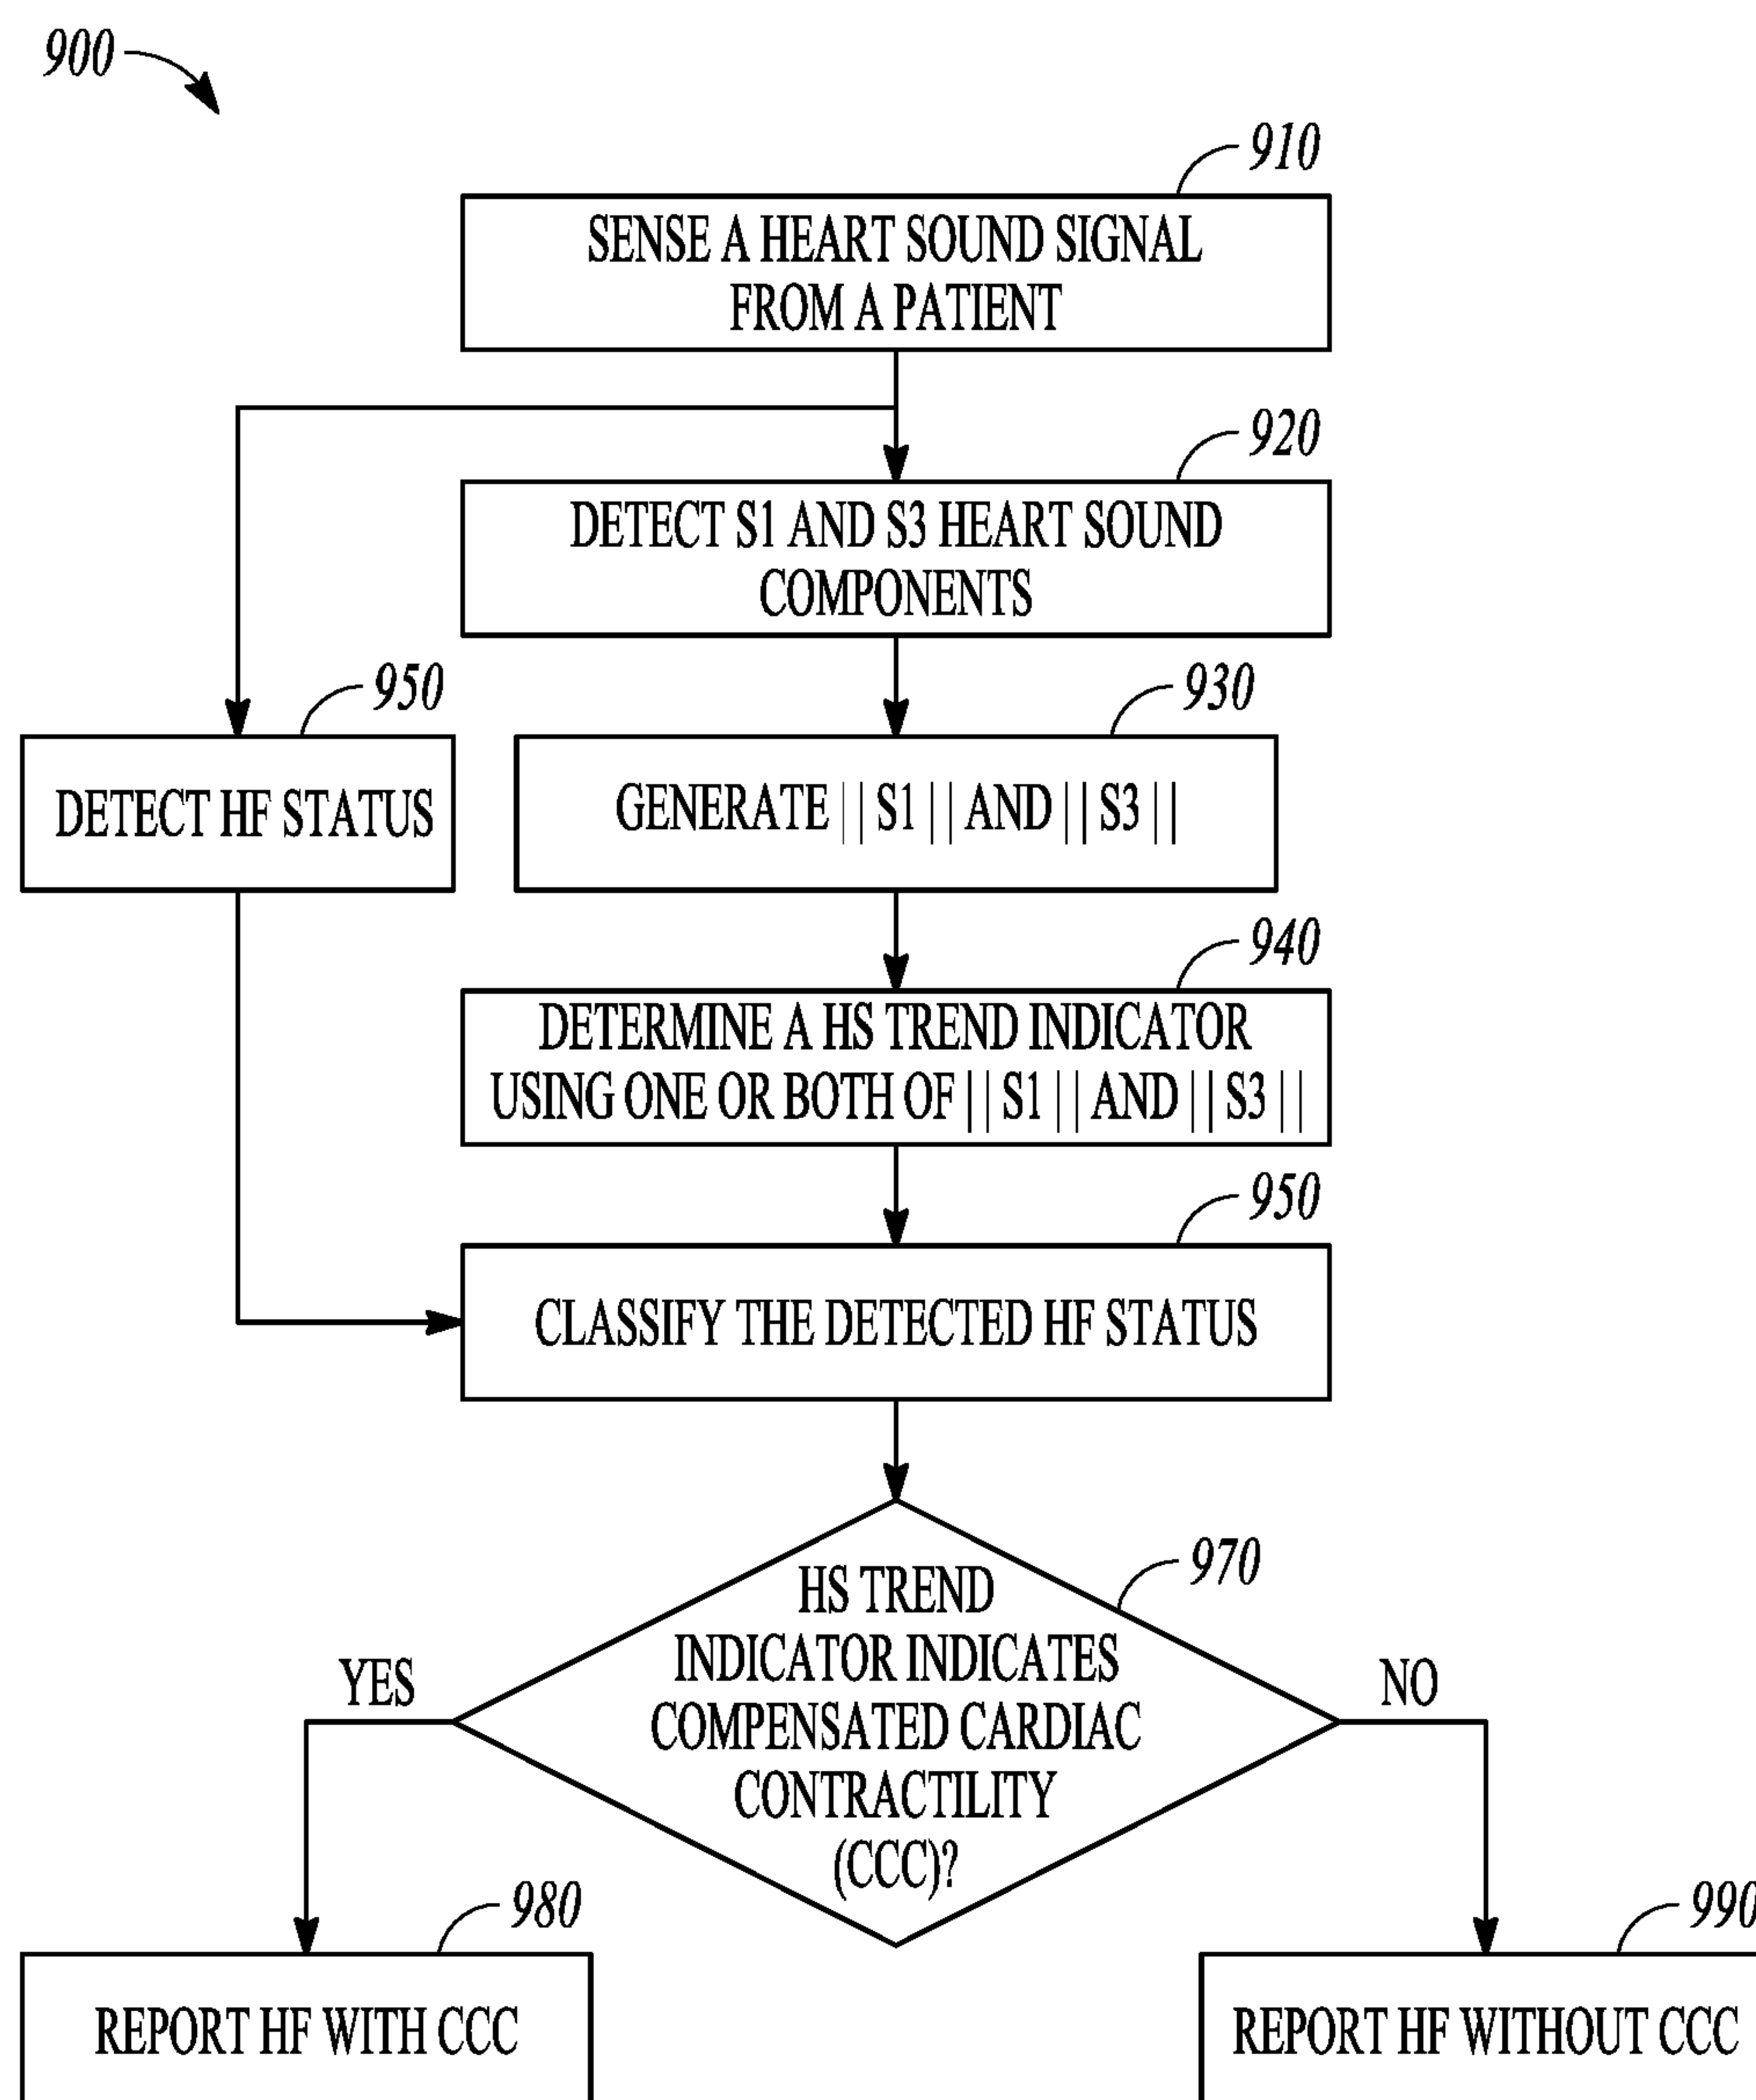 900
910
SENSE A HEART SOUND SIGNAL
FROM A PATIENT
920
DETECT S1 AND S3 HEART SOUND
COMPONENTS
950
DETECT HF STATUS
930
GENERATE || S1 || AND || S3 ||
940
DETERMINE A HS TREND INDICATOR
USING ONE OR BOTH OF || S1 || AND || S3 ||
950
CLASSIFY THE DETECTED HF STATUS
970
HS TREND
INDICATOR INDICATES
COMPENSATED CARDIAC
CONTRACTILITY
(CCC)?
YES
NO
980
REPORT HF WITH CCC
990
REPORT HF WITHOUT CCC